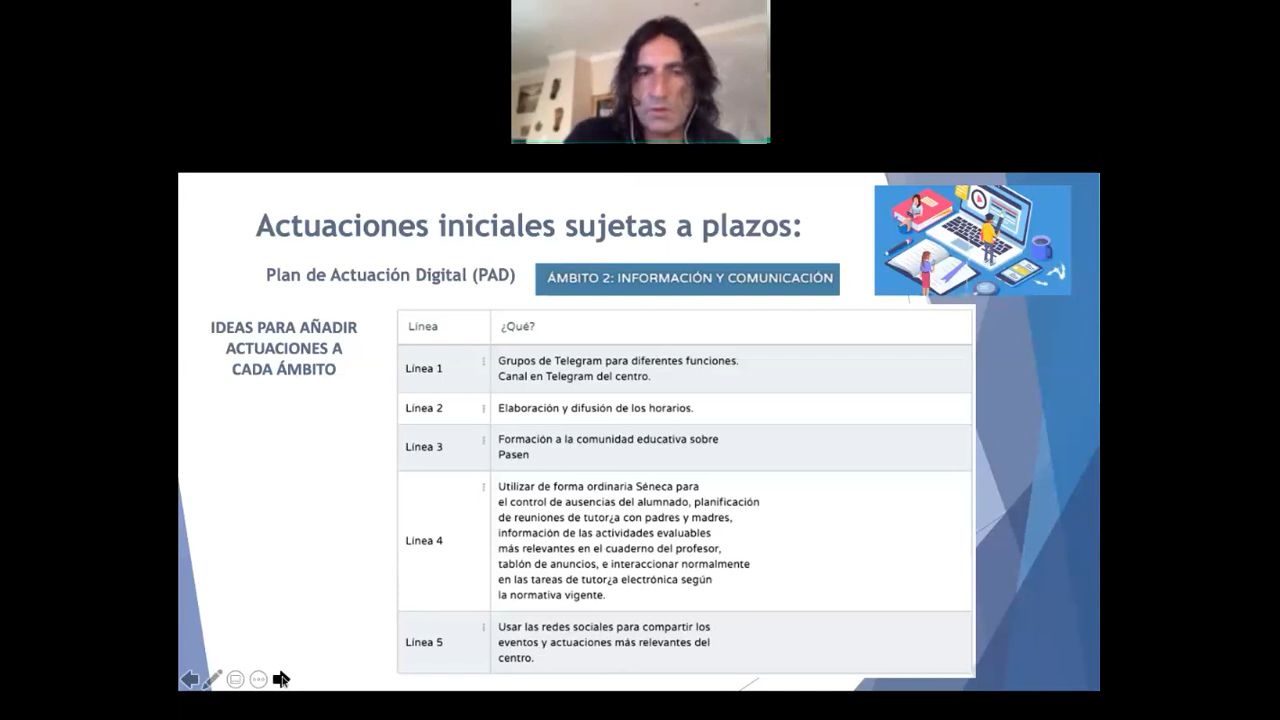 Actuaciones iniciales sujetas a plazos:
Plan de Actuación Digital (PAD)
ÁMBITO 2: INFORMACIÓN Y COMUNICACIÓN
IDEAS PARA AÑADIR
ACTUACIONES A
CADA ÁMBITO
Línea
¿Qué?
Línea 1
Grupos de Telegram para diferentes funciones.
Canal en Telegram del centro.
Línea 2
Elaboración y difusión de los horarios.
Línea 3
Formación a la comunidad educativa sobre
Pasen
Línea 4
Utilizar de forma ordinaria Séneca para
el control de ausencias del alumnado, planificación
de reuniones de tutor¿a con padres y madres,
información de las actividades evaluables
más relevantes en el cuaderno del profesor,
tablón de anuncios, e interaccionar normalmente
en las tareas de tutor¿a electrónica según
la normativa vigente.
Línea 5
Usar las redes sociales para compartir los
eventos y actuaciones más relevantes del
centro.